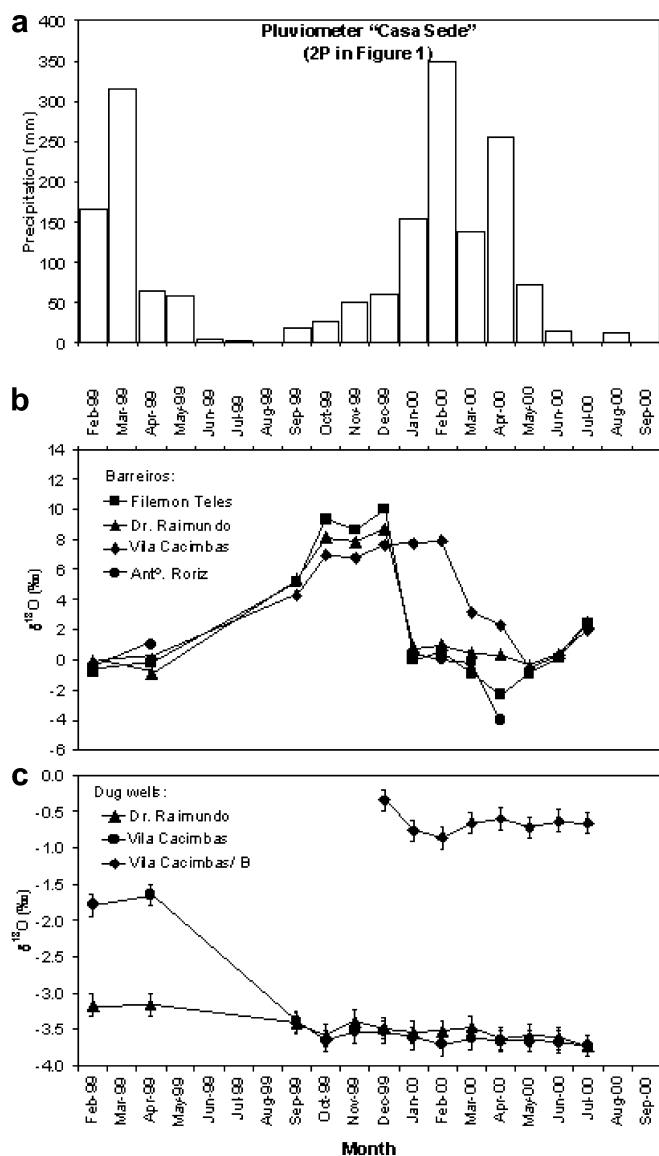 a
Pluviometer “Casa Sede”
(2P in Figure 1)
Precipitation (mm)
400
350
300
250
200
150
100
50
0
Feb-99
Mar-99
Apr-99
May-99
Jun-99
Jul-99
Aug-99
Sep-99
Oct-99
Nov-99
Dec-99
Jan-00
Feb-00
Mar-00
Apr-00
May-00
Jun-00
Jul-00
Aug-00
Sep-00
b
δ¹⁸O (‰)
14
12
10
8
6
4
2
0
-2
-4
-6
Barreiros:
Filemon Teles
Dr. Raimundo
Vila Cacimbas
Antº. Roriz
c
δ¹⁸O (‰)
0.0
-0.5
-1.0
-1.5
-2.0
-2.5
-3.0
-3.5
-4.0
Dug wells:
Dr. Raimundo
Vila Cacimbas
Vila Cacimbas/ B
Feb-99
Mar-99
Apr-99
May-99
Jun-99
Jul-99
Aug-99
Sep-99
Oct-99
Nov-99
Dec-99
Jan-00
Feb-00
Mar-00
Apr-00
May-00
Jun-00
Jul-00
Aug-00
Sep-00
Month